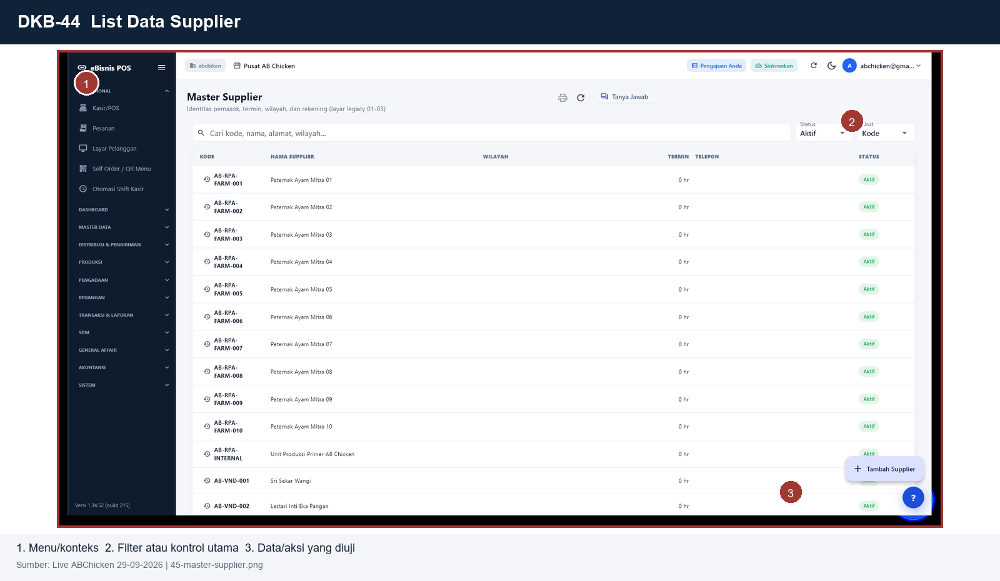 DKB-44 List Data Supplier
eBisnis POS
abchiken
Pusat AB Chicken
Pengajuan Anda
Sinkronkan
A
abchicken@gma...
1
IONAL
Kasir/POS
Pesanan
Layar Pelanggan
Self Order / QR Menu
Otomasi Shift Kasir
DASHBOARD
MASTER DATA
DISTRIBUSI & PENGIRIMAN
PRODUKSI
PENGADAAN
KEUANGAN
TRANSAKSI & LAPORAN
SDM
GENERAL AFFAIR
AKUNTANSI
SISTEM
Versi 1.34.52 (build 215)
Master Supplier
Identitas pemasok, termin, wilayah, dan rekening (layar legacy 01-03)
Tanya Jawab
Cari kode, nama, alamat, wilayah...
Status
Aktif
2
Urut
Kode
KODE NAMA SUPPLIER WILAYAH TERMIN TELEPON STATUS
AB-RPA-FARM-001 Peternak Ayam Mitra 01 0 hr Aktif
AB-RPA-FARM-002 Peternak Ayam Mitra 02 0 hr Aktif
AB-RPA-FARM-003 Peternak Ayam Mitra 03 0 hr Aktif
AB-RPA-FARM-004 Peternak Ayam Mitra 04 0 hr Aktif
AB-RPA-FARM-005 Peternak Ayam Mitra 05 0 hr Aktif
AB-RPA-FARM-006 Peternak Ayam Mitra 06 0 hr Aktif
AB-RPA-FARM-007 Peternak Ayam Mitra 07 0 hr Aktif
AB-RPA-FARM-008 Peternak Ayam Mitra 08 0 hr Aktif
AB-RPA-FARM-009 Peternak Ayam Mitra 09 0 hr Aktif
AB-RPA-FARM-010 Peternak Ayam Mitra 10 0 hr Aktif
AB-RPA-INTERNAL Unit Produksi Primer AB Chicken 0 hr Aktif
AB-VND-001 Sri Sekar Wangi 0 hr
AB-VND-002 Lestari Inti Eka Pangan 0 hr Aktif
Tambah Supplier
3
?
1. Menu/konteks 2. Filter atau kontrol utama 3. Data/aksi yang diuji
Sumber: Live ABChicken 29-09-2026 | 45-master-supplier.png